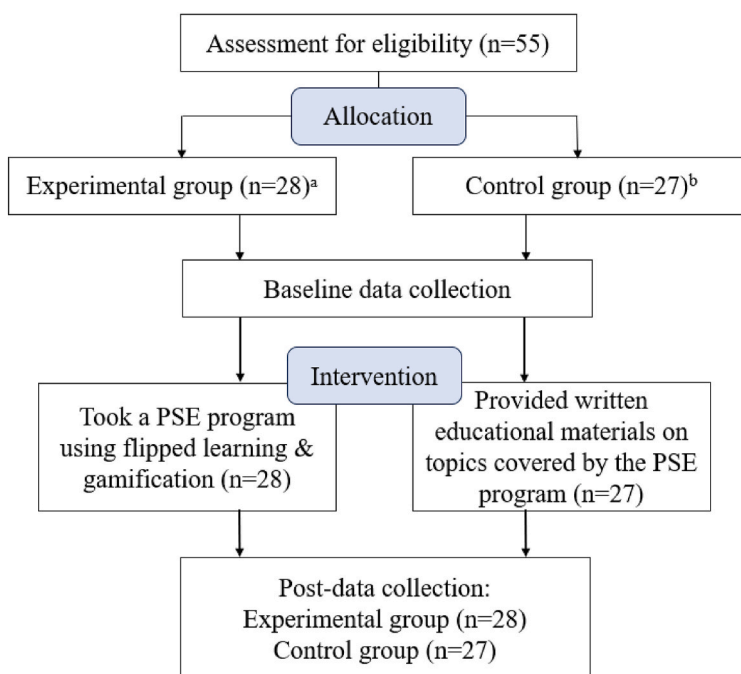 Assessment for eligibility (n=55)
Allocation
Experimental group (n=28)ᵃ
Control group (n=27)ᵇ
Baseline data collection
Intervention
Took a PSE program
using flipped learning &
gamification (n=28)
Provided written
educational materials on
topics covered by the PSE
program (n=27)
Post-data collection:
Experimental group (n=28)
Control group (n=27)